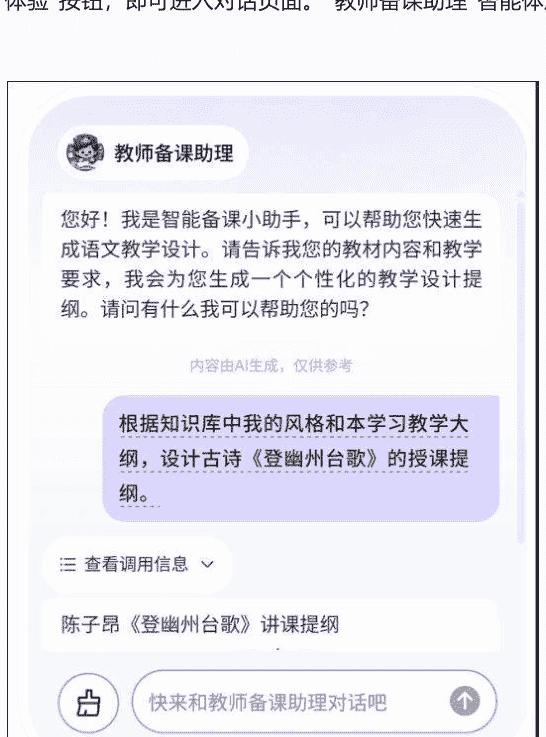 体验"按钮，即可进入对话页面。"教师备课助理"智能体
教师备课助理
您好！我是智能备课小助手，可以帮助您快速生
成语文教学设计。请告诉我您的教材内容和教学
要求，我会为您生成一个个性化的教学设计提
纲。请问有什么我可以帮助您的吗？
内容由AI生成，仅供参考
根据知识库中我的风格和本学习教学大
纲，设计古诗《登幽州台歌》的授课提
纲。
查看调用信息
陈子昂《登幽州台歌》讲课提纲
快来和教师备课助理对话吧